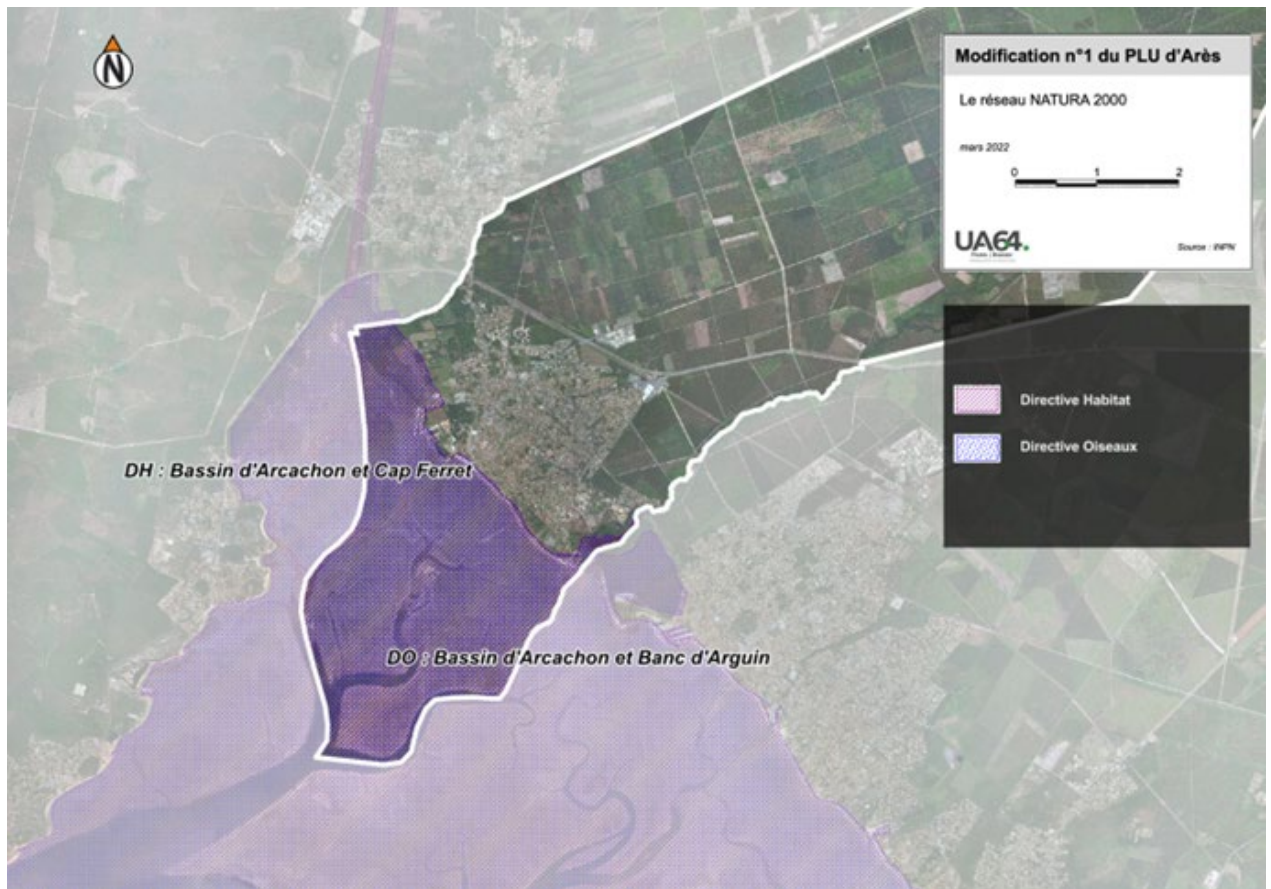 N
Modification n°1 du PLU d'Arès
Le réseau NATURA 2000
mars 2022
0 1 2
UA64.
Source : INPN
Directive Habitat
Directive Oiseaux
DH : Bassin d'Arcachon et Cap Ferret
DO : Bassin d'Arcachon et Banc d'Arguin